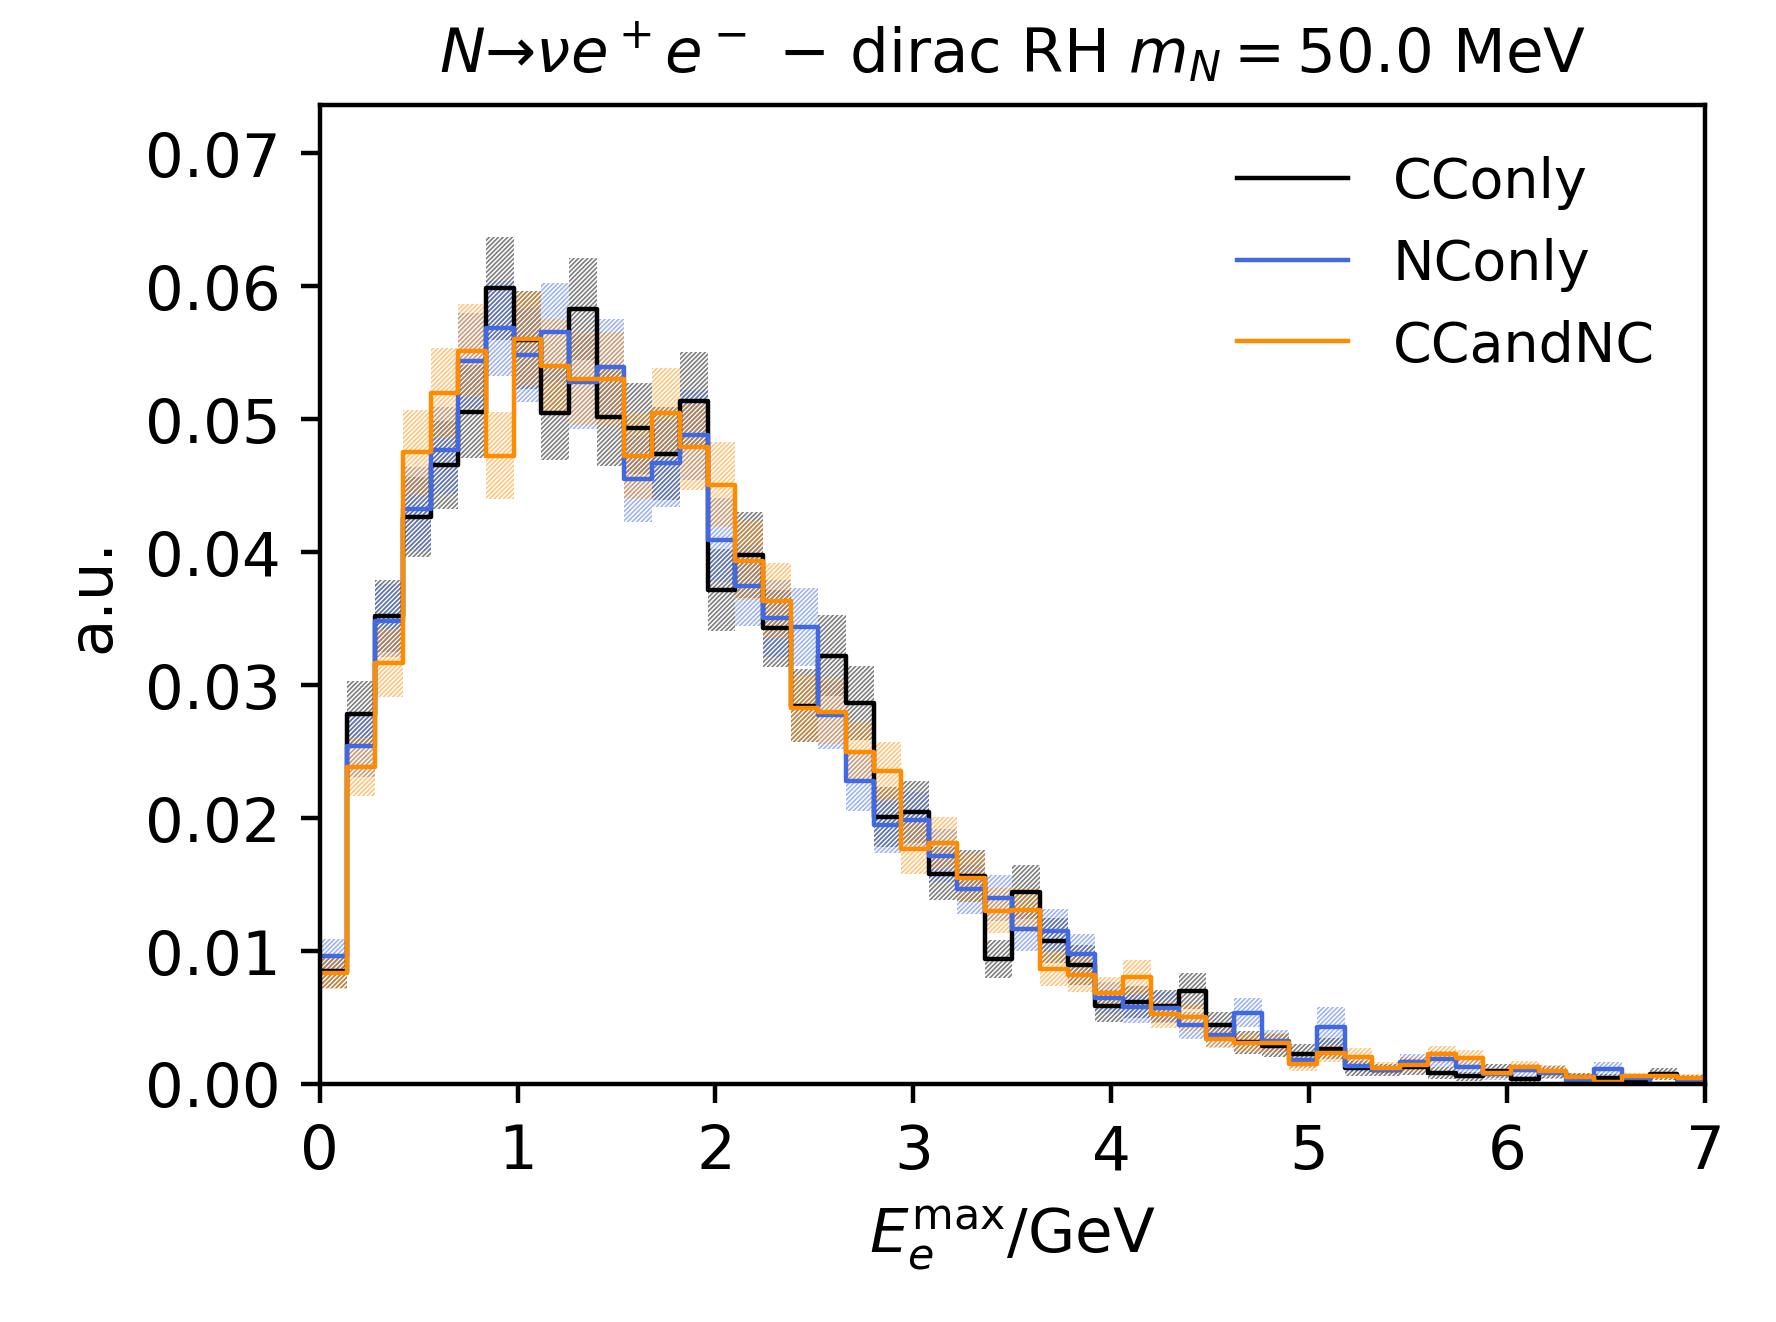 N→νe⁺e⁻ − dirac RH m_N = 50.0 MeV
0.07
0.06
0.05
0.04
0.03
0.02
0.01
0.00
a.u.
CConly
NConly
CCandNC
0 1 2 3 4 5 6 7
E_e^max/GeV